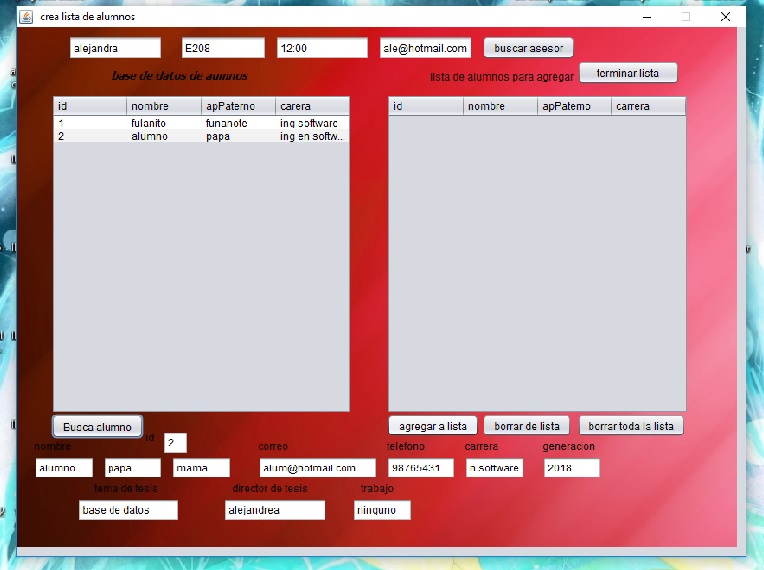 crea lista de alumnos
alejandra E208 12:00 ale@hotmail.com buscar asesor
base de datos de aumnos lista de alumnos para agregar terminar lista
id nombre apPaterno carera id nombre apPaterno carrera
1 fulanito funanote ing software
2 alumno papa ing en softw...
Busca alumno agregar a lista borrar de lista borrar toda la lista
id 2
nombre correo telefono carrera generacion
alumno papa mama alum@hotmail.com 98765431 n software 2018
tema de tesis director de tesis trabajo
base de datos alejandrea ninguno